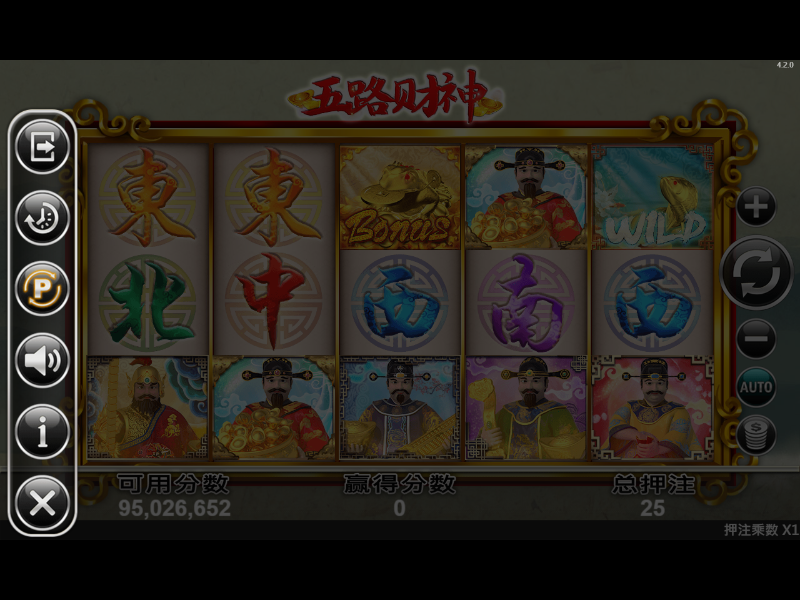 4.2.0
五路财神
東 東 Bonus WILD
北 中 西 南 西
P
AUTO
可用分数 赢得分数 总押注
95,026,652 0 25
押注乘数 X1